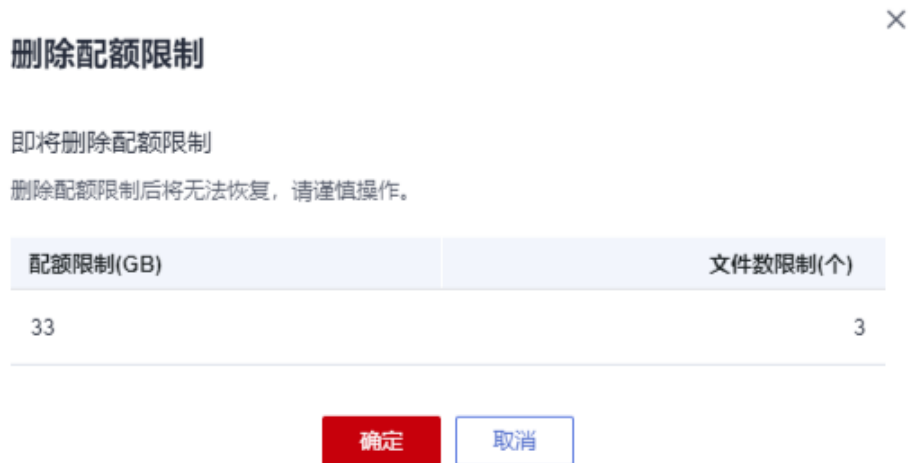 删除配额限制
即将删除配额限制
删除配额限制后将无法恢复，请谨慎操作。
配额限制(GB) 文件数限制(个)
33 3
确定 取消